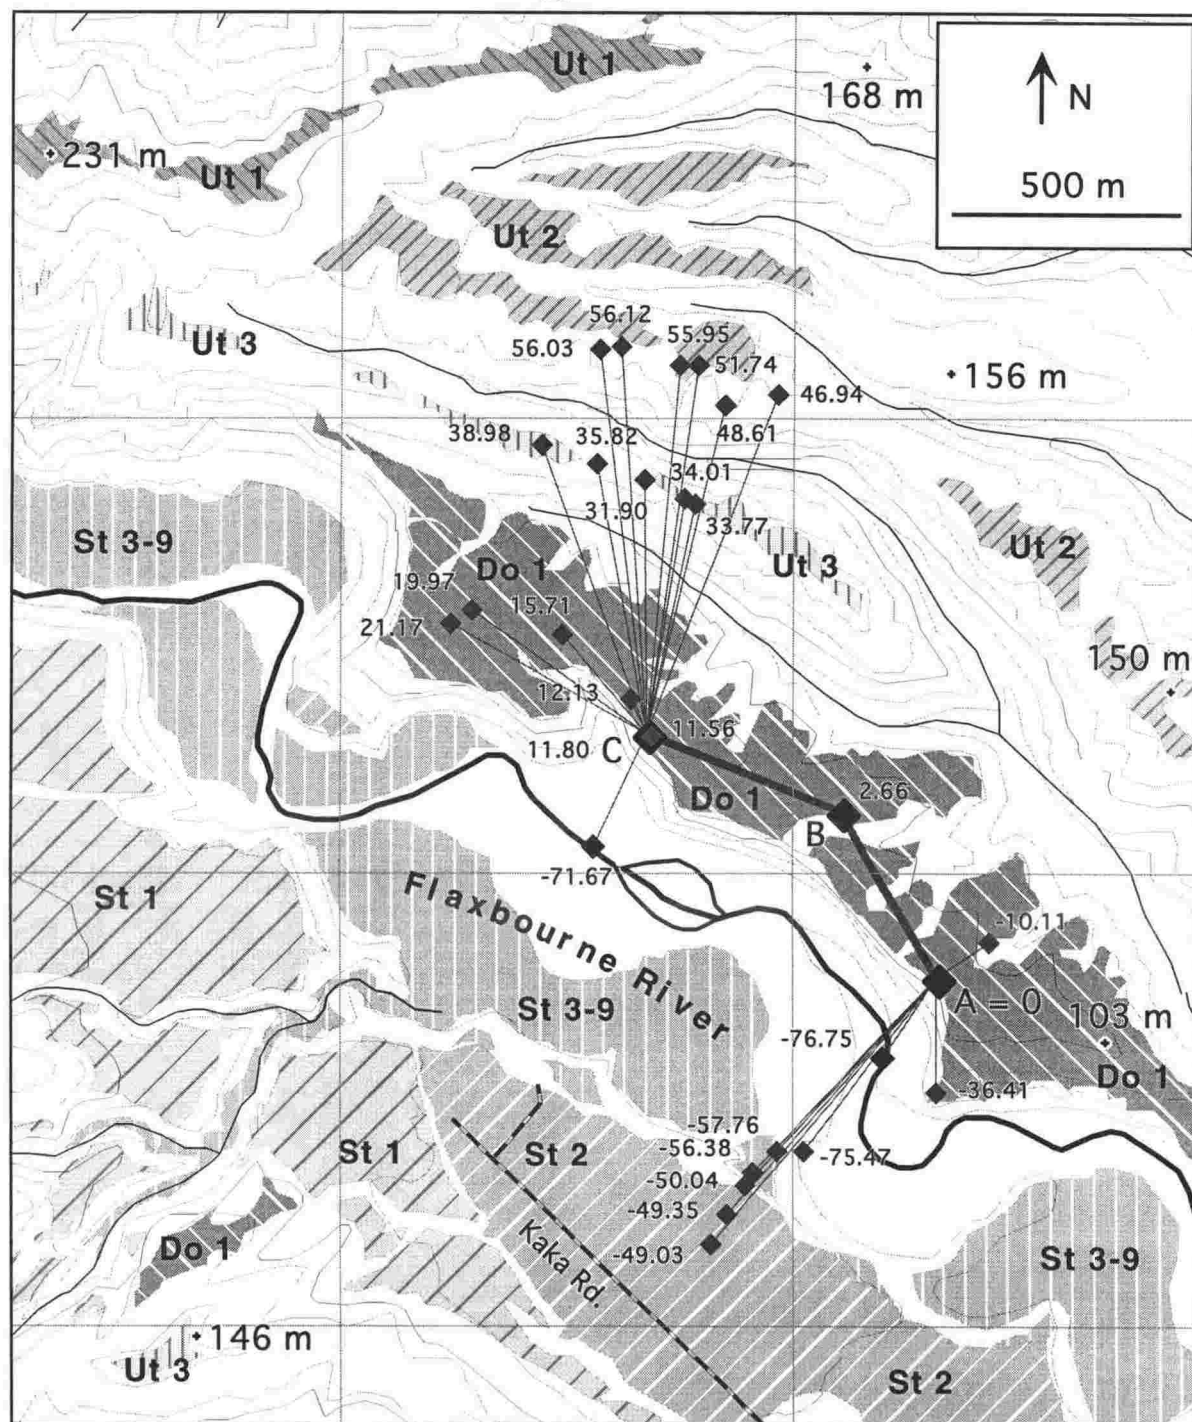 Ut 1
168 m
N
500 m
231 m
Ut 1
Ut 2
56.12
55.95
56.03
51.74
156 m
46.94
Ut 3
38.98
35.82
48.61
34.01
31.90
33.77
St 3-9
Do 1
Ut 3
Ut 2
19.97
15.71
21.17
150 m
12.13
11.80
C
11.56
Do 1
2.66
B
-71.67
St 1
Flaxbourne River
-10.11
A = 0
103 m
St 3-9
-76.75
Do 1
-36.41
-57.76
-56.38
-75.47
St 1
St 2
-50.04
-49.35
Do 1
Kaka Rd.
-49.03
St 3-9
146 m
Ut 3
St 2